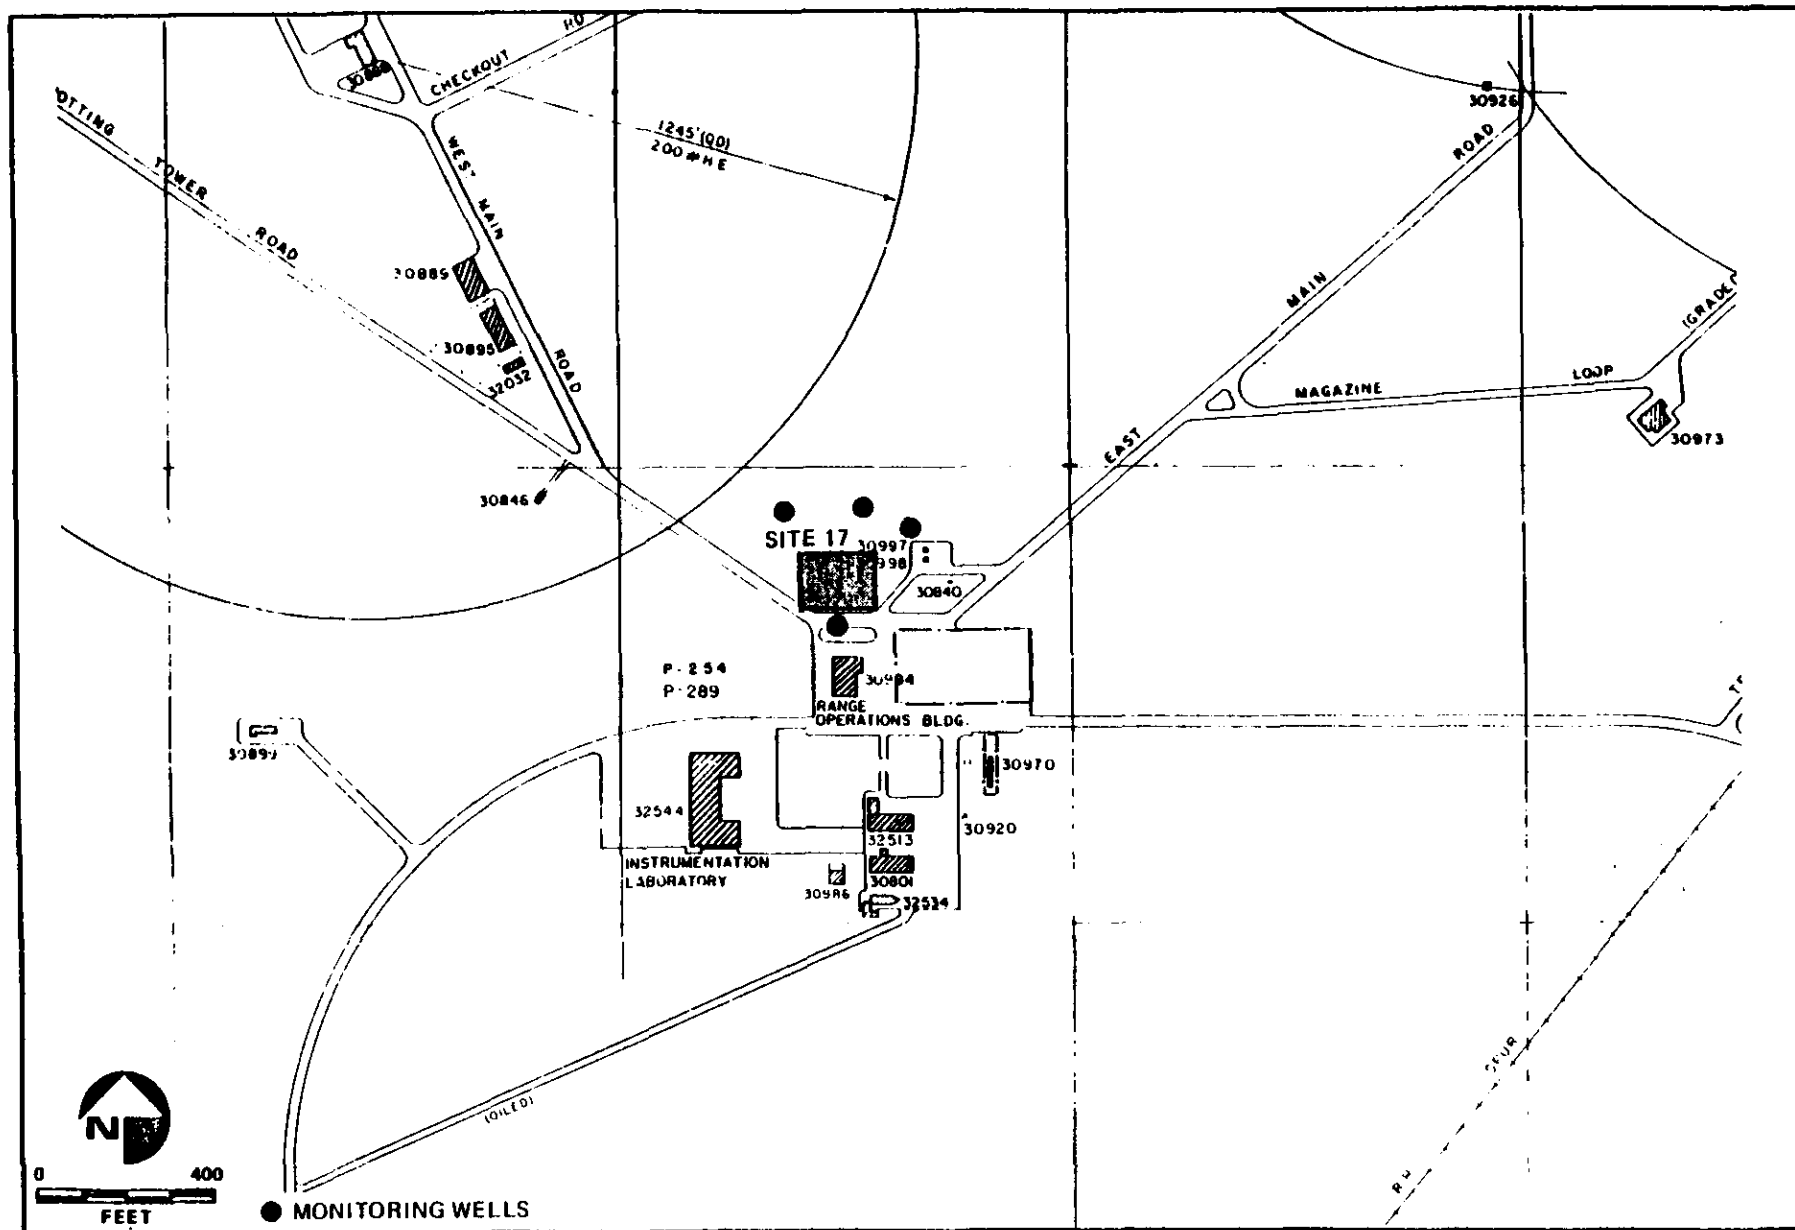 CHECKOUT
30926
1245'(QD)
200 # H E
WEST MAIN ROAD
TOWER ROAD
EAST MAIN ROAD
30885
30895
32032
MAGAZINE LOOP
30973
30846
SITE 17
30997
30840
P-254
P-289
30984
RANGE
OPERATIONS BLDG.
30899
30970
32544
30920
32513
INSTRUMENTATION
LABORATORY
30986
30801
(OILED)
N
0 400
FEET
MONITORING WELLS